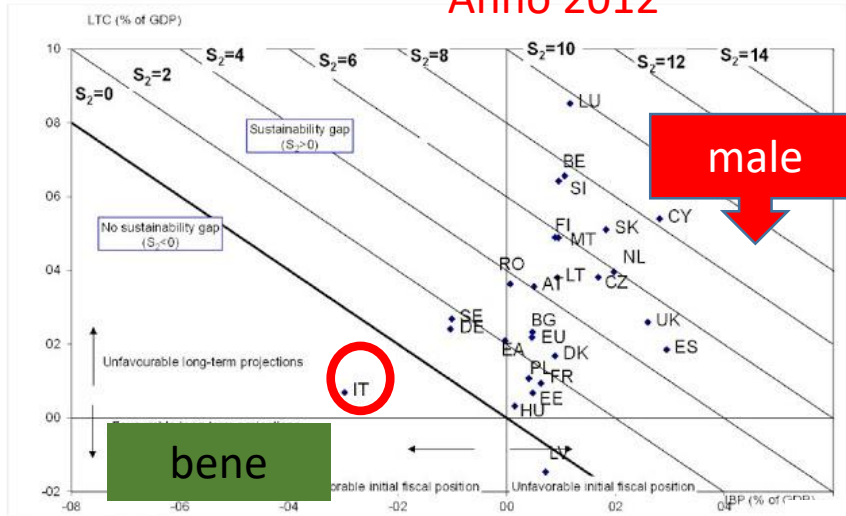 Anno 2012
LTC (% of GDP)
10
S₂=4
S₂=6
S₂=8
S₂=10
S₂=14
S₂=2
S₂=12
S₂=0
LU
08
Sustainability gap
(S₂>0)
male
BE
SI
06
CY
No sustainability gap
(S₂<0)
FI
SK
MT
NL
RO
04
LT
AT
CZ
SE
BG
UK
DE
EU
02
EA
DK
ES
Unfavourable long-term projections
PL
FR
IT
EE
HU
00
bene
LV
orable initial fiscal position
Unfavorable initial fiscal position
-02
IBP (% of GDP)
-08
-06
-04
-02
00
02
04